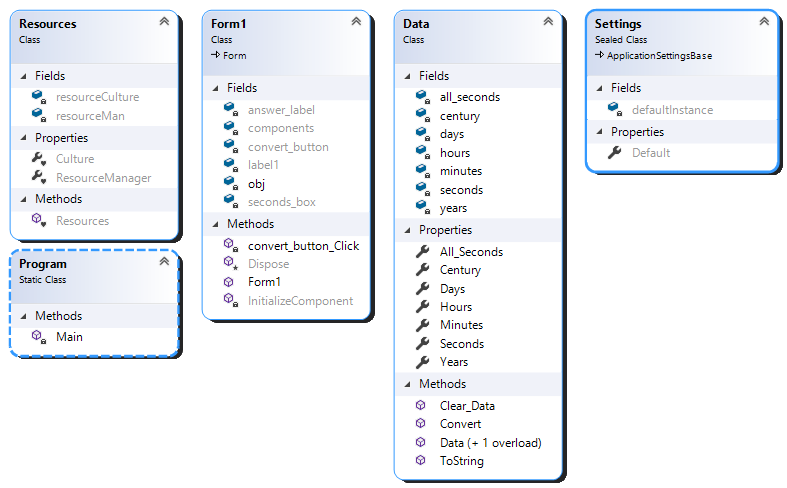 Resources
Class
Fields
resourceCulture
resourceMan
Properties
Culture
ResourceManager
Methods
Resources
Program
Static Class
Methods
Main
Form1
Class
Form
Fields
answer_label
components
convert_button
label1
obj
seconds_box
Methods
convert_button_Click
Dispose
Form1
InitializeComponent
Data
Class
Fields
all_seconds
century
days
hours
minutes
seconds
years
Properties
All_Seconds
Century
Days
Hours
Minutes
Seconds
Years
Methods
Clear_Data
Convert
Data (+ 1 overload)
ToString
Settings
Sealed Class
ApplicationSettingsBase
Fields
defaultInstance
Properties
Default